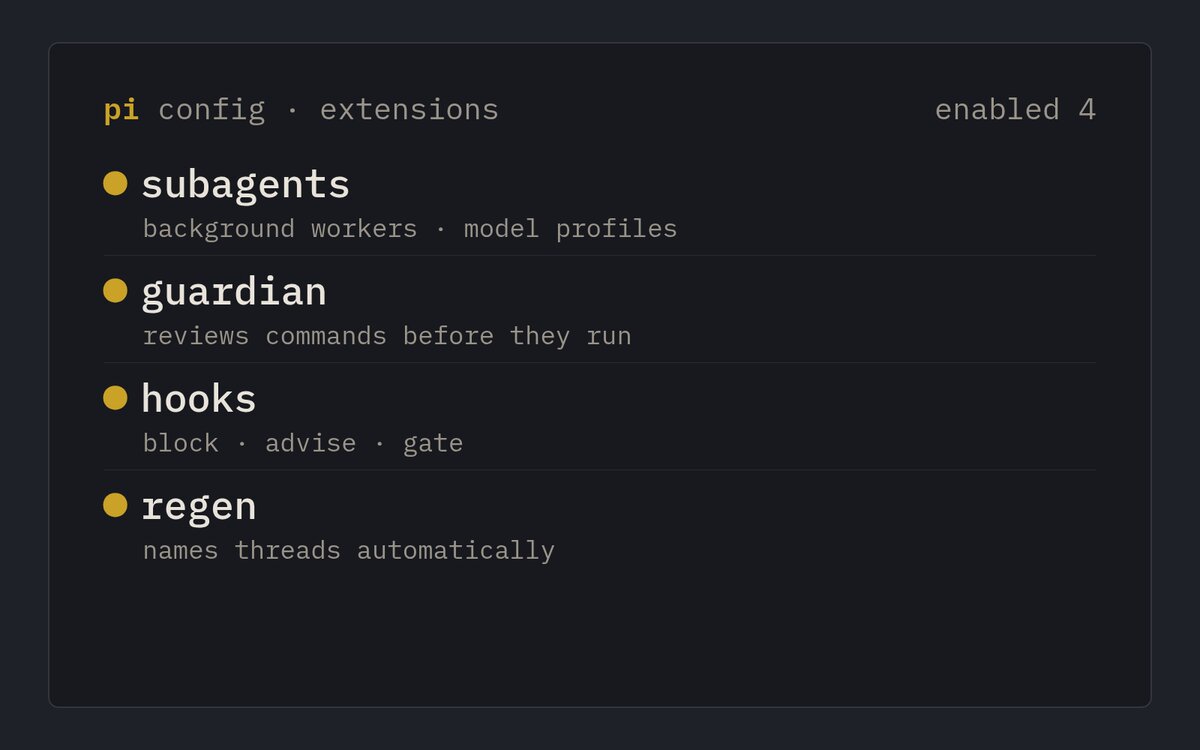 pi config · extensions
enabled 4
subagents
background workers · model profiles
guardian
reviews commands before they run
hooks
block · advise · gate
regen
names threads automatically